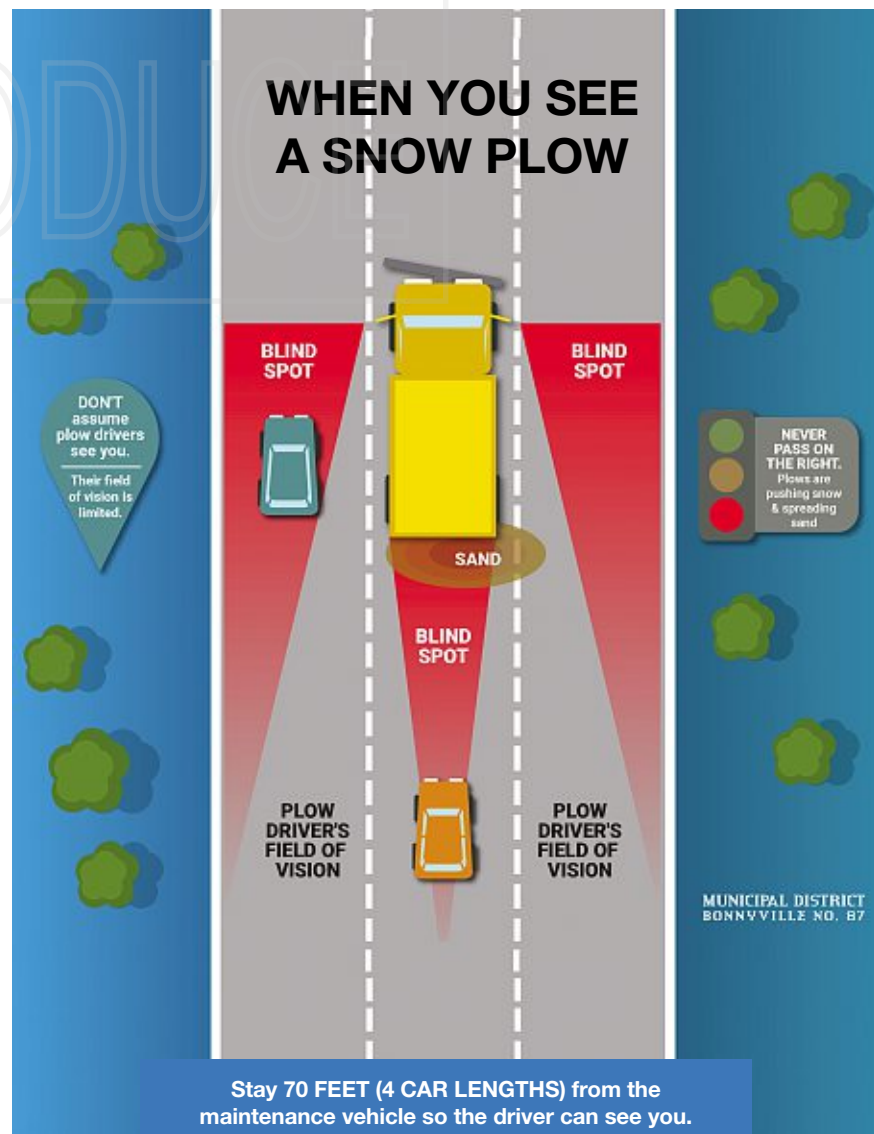 WHEN YOU SEE
A SNOW PLOW
BLIND
SPOT
BLIND
SPOT
DON'T
assume
plow drivers
see you.
Their field
of vision is
limited.
NEVER
PASS ON
THE RIGHT.
Plows are
pushing snow
& spreading
sand
SAND
BLIND
SPOT
PLOW
DRIVER'S
FIELD OF
VISION
PLOW
DRIVER'S
FIELD OF
VISION
MUNICIPAL DISTRICT
BONNYVILLE NO. 87
Stay 70 FEET (4 CAR LENGTHS) from the
maintenance vehicle so the driver can see you.